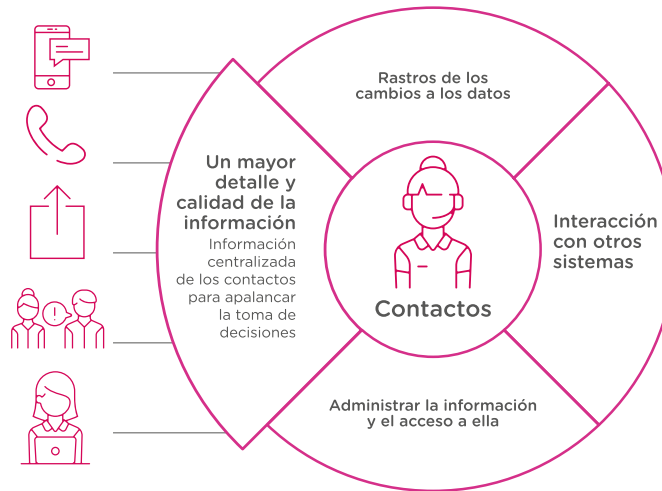 Rastros de los
cambios a los datos
Un mayor
detalle y
calidad de la
información
Información
centralizada
de los contactos
para apalancar
la toma de
decisiones
Contactos
Interacción
con otros
sistemas
Administrar la información
y el acceso a ella